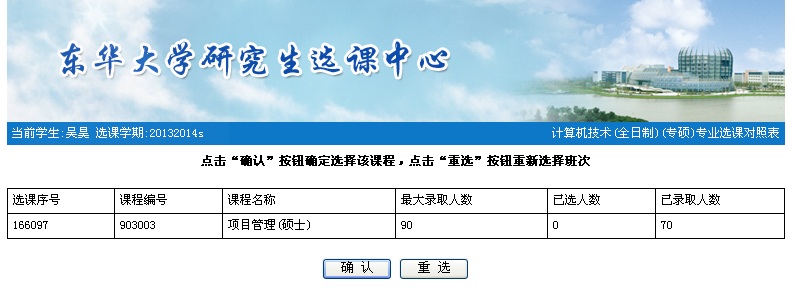 东华大学研究生选课中心
当前学生:吴昊 选课学期:20132014s 计算机技术(全日制)(专硕)专业选课对照表
点击“确认”按钮确定选择该课程，点击“重选”按钮重新选择班次
选课序号 课程编号 课程名称 最大录取人数 已选人数 已录取人数
166097 903003 项目管理(硕士) 90 0 70
确 认 重 选